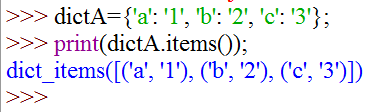 >>> dictA={'a': '1', 'b': '2', 'c': '3'};
>>> print(dictA.items());
dict_items([('a', '1'), ('b', '2'), ('c', '3')])
>>>